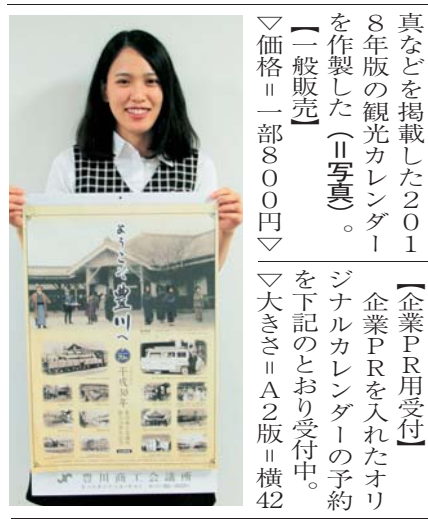 真などを掲載した201
8年版の観光カレンダー
を作製した（＝写真）。
【一般販売】
▽価格＝一部800円▽
【企業PR用受付】
企業PRを入れたオリ
ジナルカレンダーの予約
を下記のとおり受付中。
▽大きさ＝A2版＝横42
ようこそ豊川へ
平成30年
豊川商工会議所